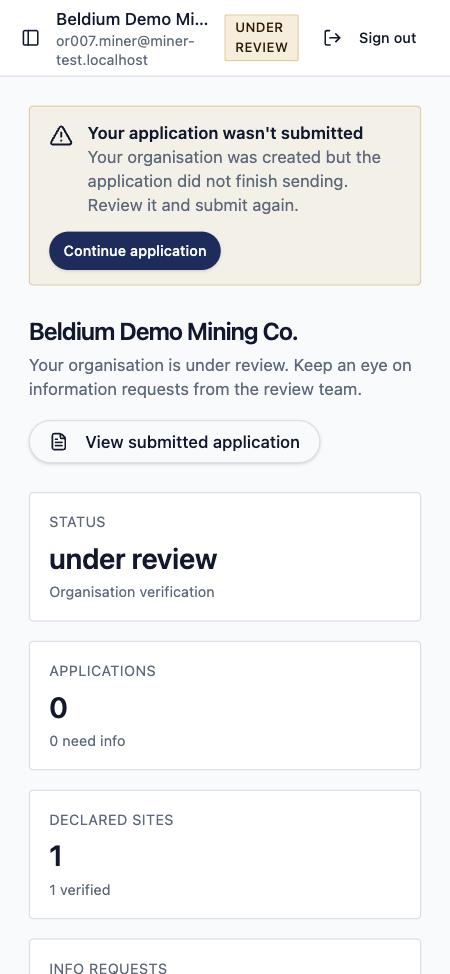 Beldium Demo Mi...
or007.miner@miner-
test.localhost
UNDER
REVIEW
Sign out
Your application wasn't submitted
Your organisation was created but the
application did not finish sending.
Review it and submit again.
Continue application
Beldium Demo Mining Co.
Your organisation is under review. Keep an eye on
information requests from the review team.
View submitted application
STATUS
under review
Organisation verification
APPLICATIONS
0
0 need info
DECLARED SITES
1
1 verified
INFO REQUESTS